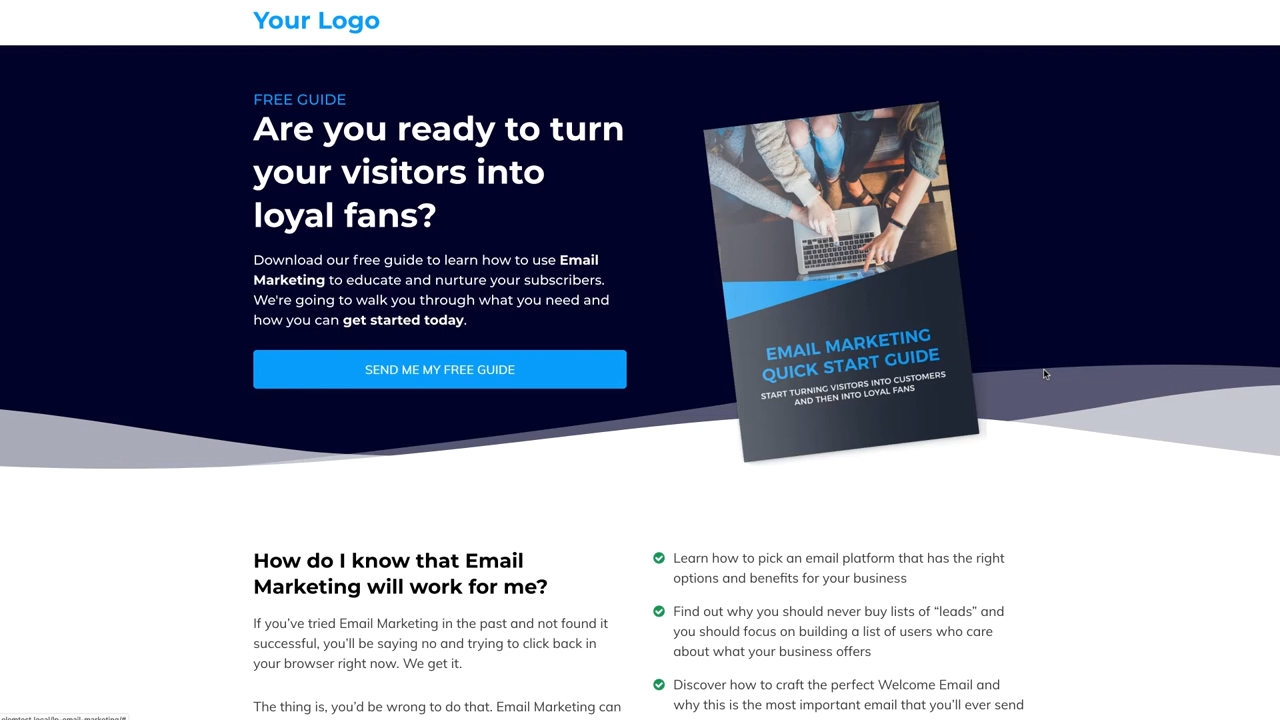 Your Logo
FREE GUIDE
Are you ready to turn
your visitors into
loyal fans?
Download our free guide to learn how to use Email
Marketing to educate and nurture your subscribers.
We're going to walk you through what you need and
how you can get started today.
SEND ME MY FREE GUIDE
EMAIL MARKETING
QUICK START GUIDE
START TURNING VISITORS INTO CUSTOMERS
AND THEN INTO LOYAL FANS
How do I know that Email
Marketing will work for me?
If you’ve tried Email Marketing in the past and not found it
successful, you’ll be saying no and trying to click back in
your browser right now. We get it.
The thing is, you’d be wrong to do that. Email Marketing can
Learn how to pick an email platform that has the right
options and benefits for your business
Find out why you should never buy lists of “leads” and
you should focus on building a list of users who care
about what your business offers
Discover how to craft the perfect Welcome Email and
why this is the most important email that you’ll ever send